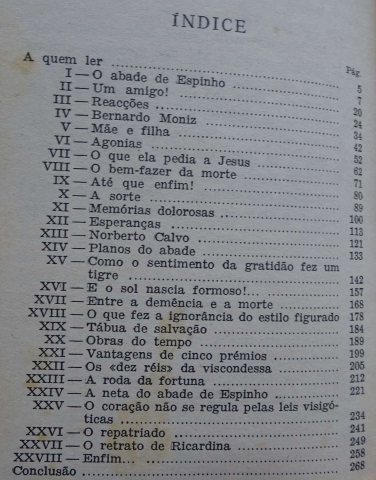 ÍNDICE
Pág.
A quem ler ........ 5
I — O abade de Espinho ........ 7
II — Um amigo! ........ 20
III — Reacções ........ 24
IV — Bernardo Moniz ........ 34
V — Mãe e filha ........ 42
VI — Agonias ........ 52
VII — O que ela pedia a Jesus ........ 62
VIII — O bem-fazer da morte ........ 71
IX — Até que enfim! ........ 80
X — A sorte ........ 89
XI — Memórias dolorosas ........ 100
XII — Esperanças ........ 113
XIII — Norberto Calvo ........ 121
XIV — Planos do abade ........ 133
XV — Como o sentimento da gratidão fez um
tigre ........ 142
XVI — E o sol nascia formoso!... ........ 157
XVII — Entre a demência e a morte ........ 168
XVIII — O que fez a ignorância do estilo figurado 178
XIX — Tábua de salvação ........ 184
XX — Obras do tempo ........ 189
XXI — Vantagens de cinco prémios ........ 199
XXII — Os «dez réis» da viscondessa ........ 205
XXIII — A roda da fortuna ........ 212
XXIV — A neta do abade de Espinho ........ 221
XXV — O coração não se regula pelas leis visigó-
ticas ........ 234
XXVI — O repatriado ........ 241
XXVII — O retrato de Ricardina ........ 249
XXVIII — Enfim... ........ 258
Conclusão ........ 268